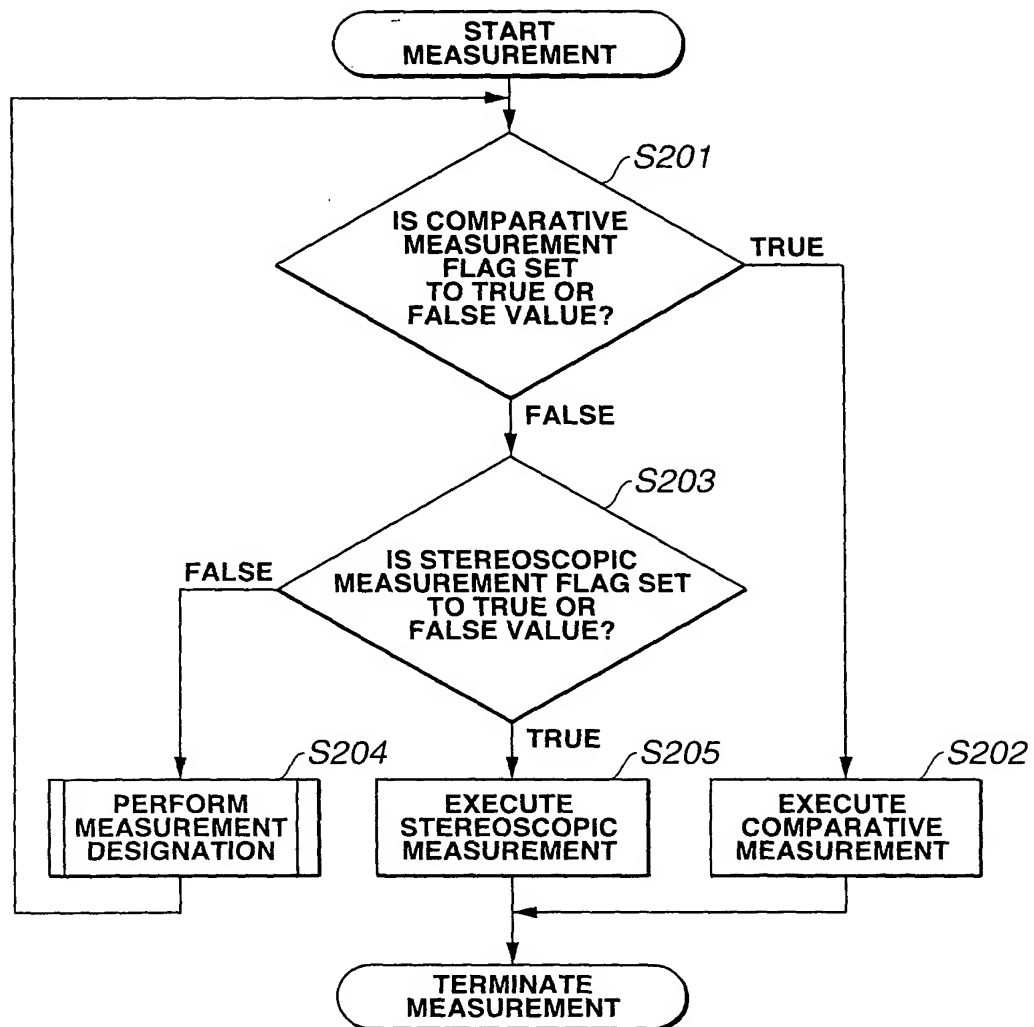 START
MEASUREMENT
S201
IS COMPARATIVE
MEASUREMENT
FLAG SET
TO TRUE OR
FALSE VALUE?
TRUE
FALSE
S203
IS STEREOSCOPIC
MEASUREMENT FLAG SET
TO TRUE OR
FALSE VALUE?
FALSE
TRUE
S204
PERFORM
MEASUREMENT
DESIGNATION
S205
EXECUTE
STEREOSCOPIC
MEASUREMENT
S202
EXECUTE
COMPARATIVE
MEASUREMENT
TERMINATE
MEASUREMENT